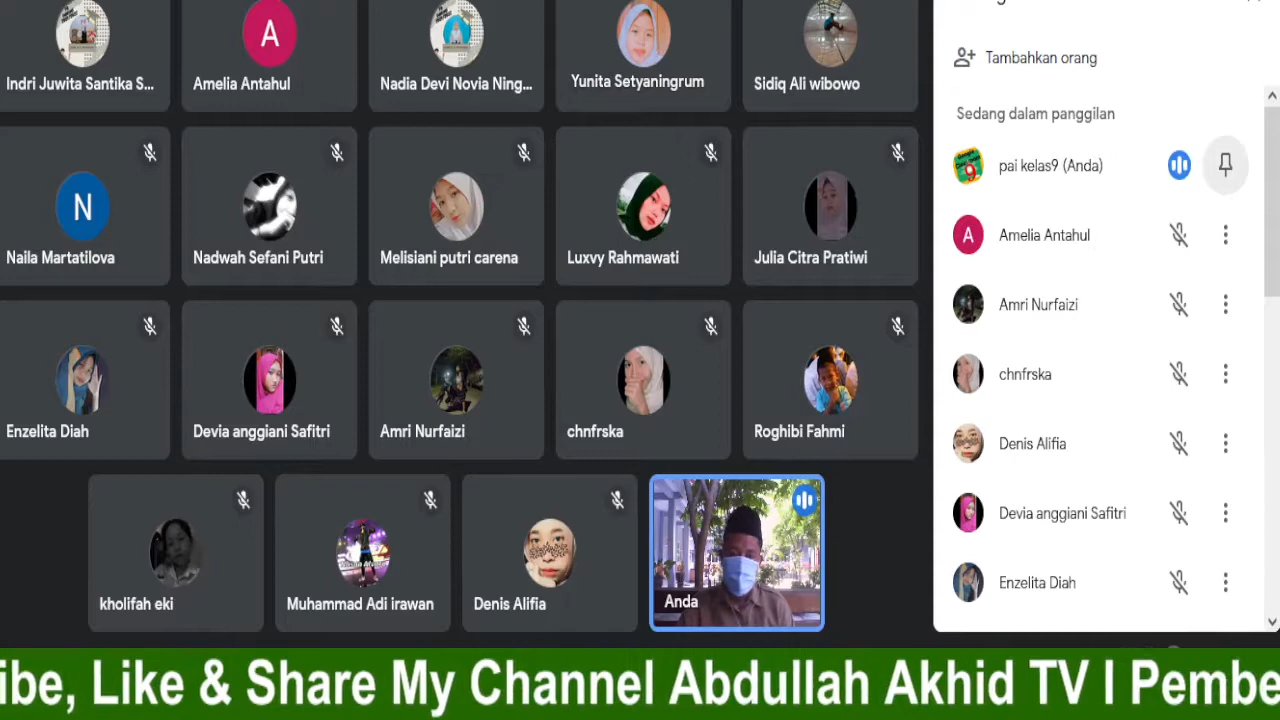 Indri Juwita Santika S...
Amelia Antahul
Nadia Devi Novia Ning...
Yunita Setyaningrum
Sidiq Ali wibowo
N
A
Naila Martatilova
Nadwah Sefani Putri
Melisiani putri carena
Luxvy Rahmawati
Julia Citra Pratiwi
Enzelita Diah
Devia anggiani Safitri
Amri Nurfaizi
chnfrska
Roghibi Fahmi
kholifah eki
Muhammad Adi irawan
Denis Alifia
Anda
Tambahkan orang
Sedang dalam panggilan
9
pai kelas9 (Anda)
A
Amelia Antahul
Amri Nurfaizi
chnfrska
Denis Alifia
Devia anggiani Safitri
Enzelita Diah
ibe, Like & Share My Channel Abdullah Akhid TV I Pembe